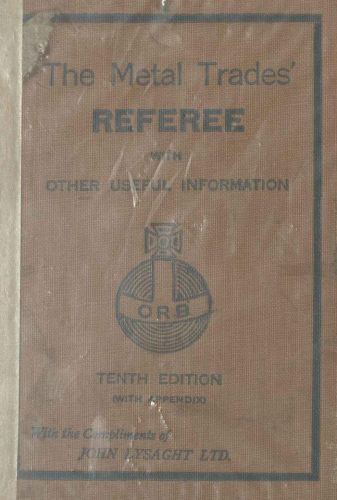 The Metal Trades'
REFEREE
WITH
OTHER USEFUL INFORMATION
ORB
TENTH EDITION
(WITH APPENDIX)
With the Compliments of
JOHN LYSAGHT LTD.